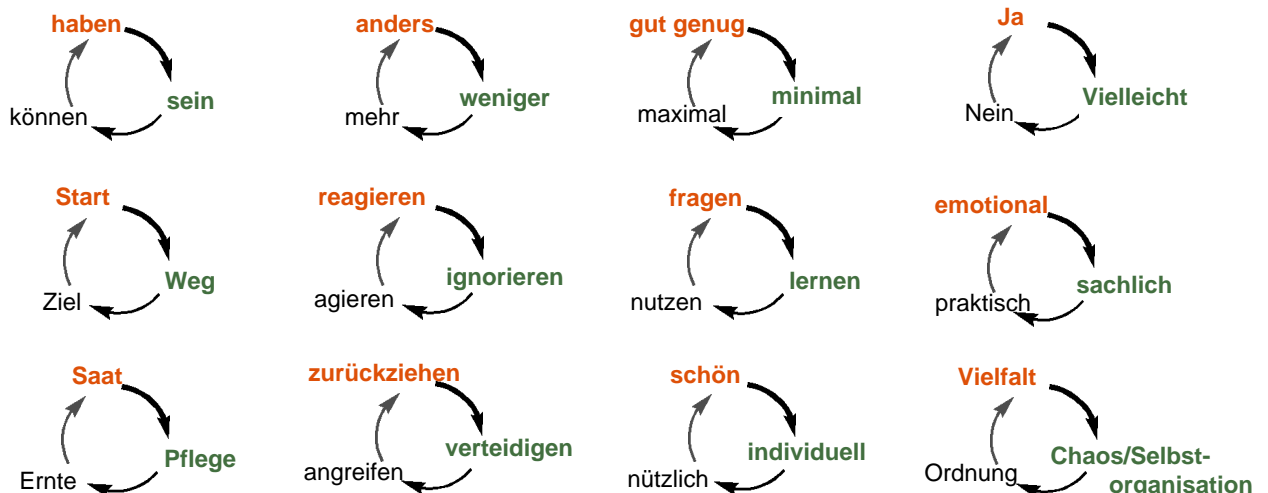 haben
sein
können
anders
weniger
mehr
gut genug
minimal
maximal
Ja
Vielleicht
Nein
Start
Weg
Ziel
reagieren
ignorieren
agieren
fragen
lernen
nutzen
emotional
sachlich
praktisch
Saat
Pflege
Ernte
zurückziehen
verteidigen
angreifen
schön
individuell
nützlich
Vielfalt
Chaos/Selbst-
organisation
Ordnung